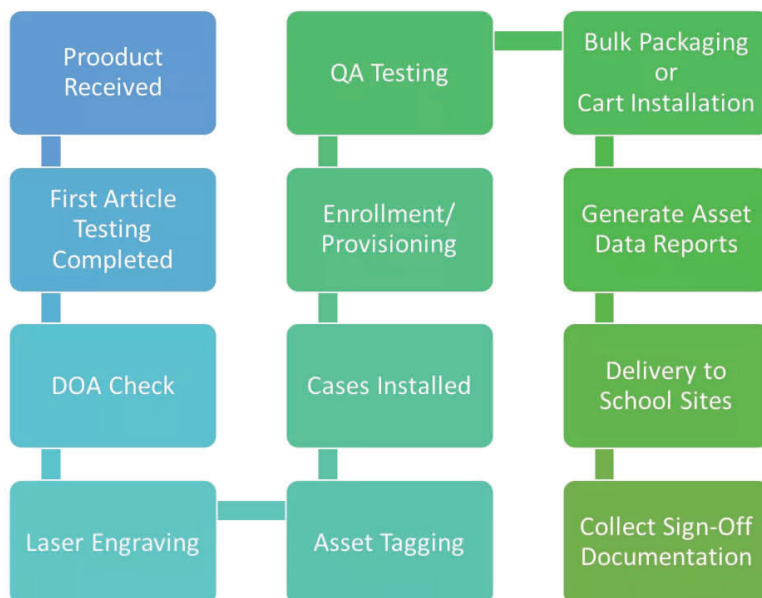 Prooduct
Received
First Article
Testing
Completed
DOA Check
Laser Engraving
Asset Tagging
Cases Installed
Enrollment/
Provisioning
QA Testing
Bulk Packaging
or
Cart Installation
Generate Asset
Data Reports
Delivery to
School Sites
Collect Sign-Off
Documentation